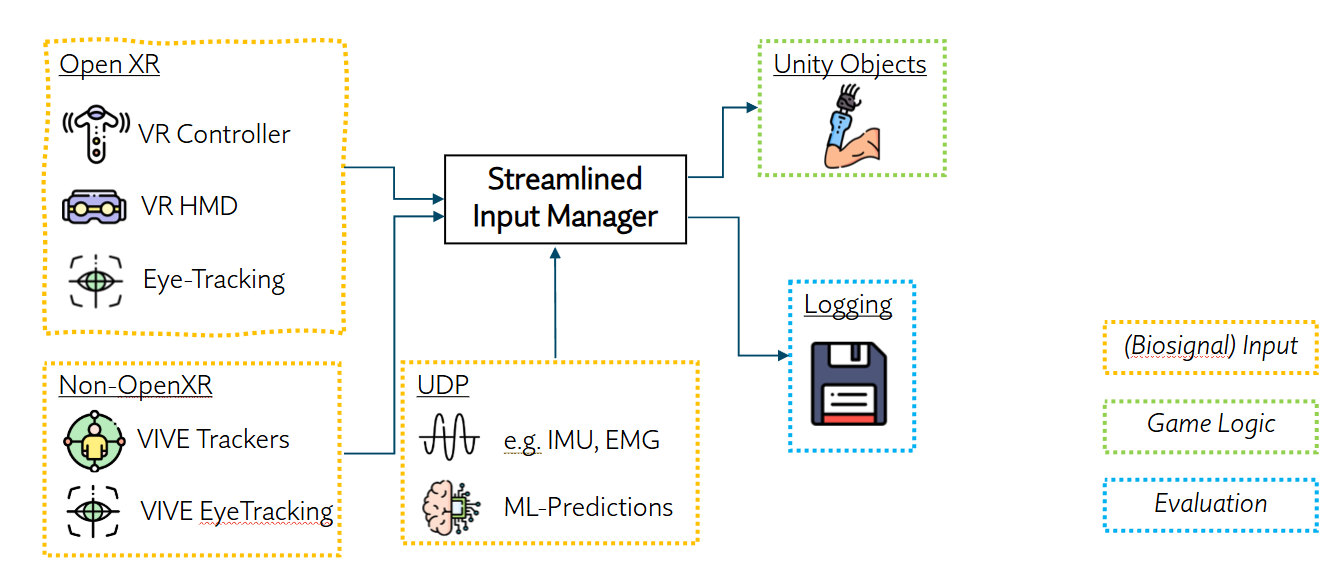 Open XR
VR Controller
VR HMD
Eye-Tracking
Non-OpenXR
VIVE Trackers
VIVE EyeTracking
UDP
e.g. IMU, EMG
ML-Predictions
Streamlined
Input Manager
Unity Objects
Logging
(Biosignal) Input
Game Logic
Evaluation